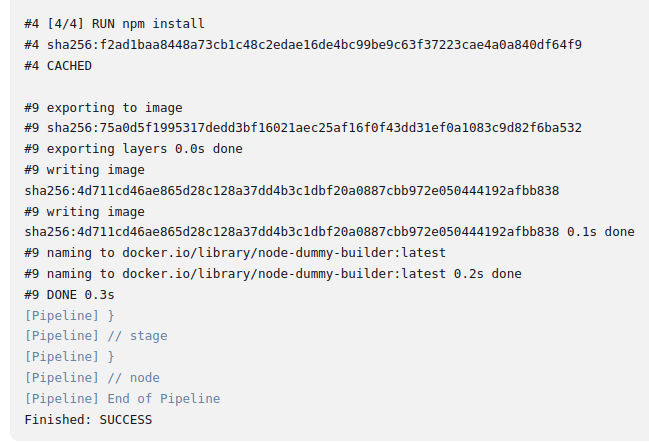 #4 [4/4] RUN npm install
#4 sha256:f2ad1baa8448a73cb1c48c2edae16de4bc99be9c63f37223cae4a0a840df64f9
#4 CACHED
#9 exporting to image
#9 sha256:75a0d5f1995317dedd3bf16021aec25af16f0f43dd31ef0a1083c9d82f6ba532
#9 exporting layers 0.0s done
#9 writing image
sha256:4d711cd46ae865d28c128a37dd4b3c1dbf20a0887cbb972e050444192afbb838
#9 writing image
sha256:4d711cd46ae865d28c128a37dd4b3c1dbf20a0887cbb972e050444192afbb838 0.1s done
#9 naming to docker.io/library/node-dummy-builder:latest
#9 naming to docker.io/library/node-dummy-builder:latest 0.2s done
#9 DONE 0.3s
[Pipeline] }
[Pipeline] // stage
[Pipeline] }
[Pipeline] // node
[Pipeline] End of Pipeline
Finished: SUCCESS